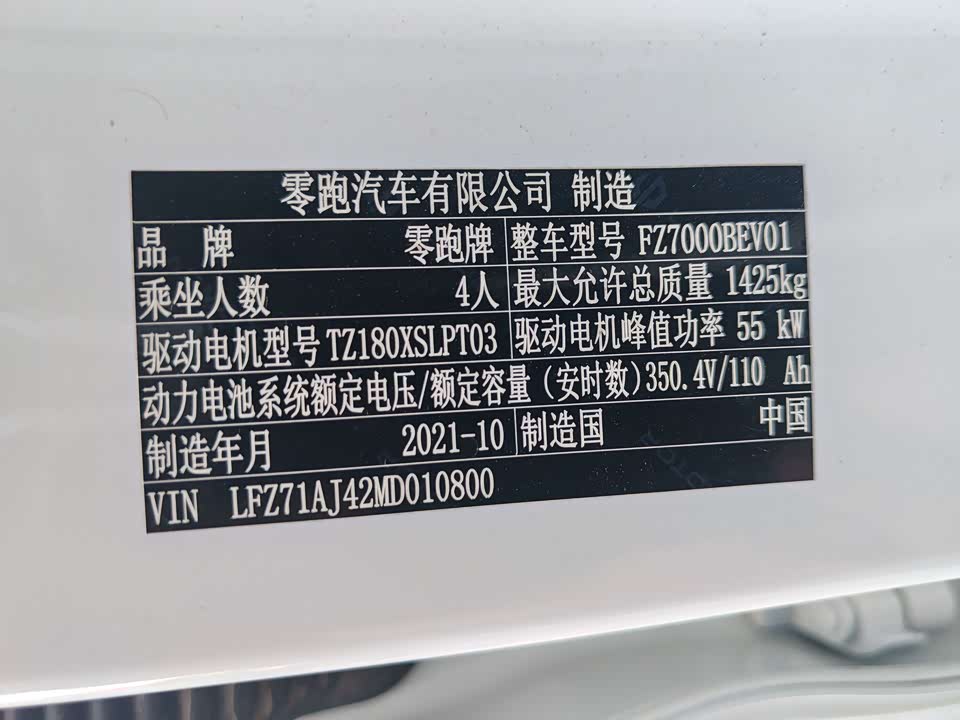 零跑汽车有限公司 制造
品 牌 零跑牌 整车型号 FZ7000BEV01
乘坐人数 4人 最大允许总质量 1425kg
驱动电机型号 TZ180XSLPT03 驱动电机峰值功率 55 kW
动力电池系统额定电压/额定容量(安时数)350.4V/110 Ah
制造年月 2021-10 制造国 中国
VIN LFZ71AJ42MD010800